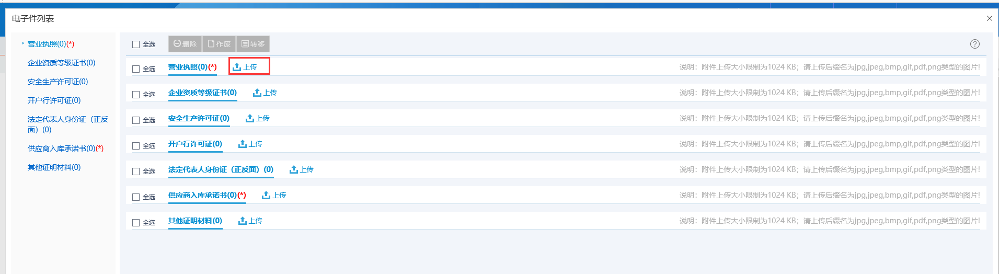 电子件列表
营业执照(0)(*)
企业资质等级证书(0)
安全生产许可证(0)
开户行许可证(0)
法定代表人身份证（正反
面）(0)
供应商入库承诺书(0)(*)
其他证明材料(0)
全选 删除 作废 转移
全选 营业执照(0)(*) 上传 说明：附件上传大小限制为1024 KB；请上传后缀名为jpg,jpeg,bmp,gif,pdf,png类型的图片!
全选 企业资质等级证书(0) 上传 说明：附件上传大小限制为1024 KB；请上传后缀名为jpg,jpeg,bmp,gif,pdf,png类型的图片!
全选 安全生产许可证(0) 上传 说明：附件上传大小限制为1024 KB；请上传后缀名为jpg,jpeg,bmp,gif,pdf,png类型的图片!
全选 开户行许可证(0) 上传 说明：附件上传大小限制为1024 KB；请上传后缀名为jpg,jpeg,bmp,gif,pdf,png类型的图片!
全选 法定代表人身份证（正反面）(0) 上传 说明：附件上传大小限制为1024 KB；请上传后缀名为jpg,jpeg,bmp,gif,pdf,png类型的图片!
全选 供应商入库承诺书(0)(*) 上传 说明：附件上传大小限制为1024 KB；请上传后缀名为jpg,jpeg,bmp,gif,pdf,png类型的图片!
全选 其他证明材料(0) 上传 说明：附件上传大小限制为1024 KB；请上传后缀名为jpg,jpeg,bmp,gif,pdf,png类型的图片!